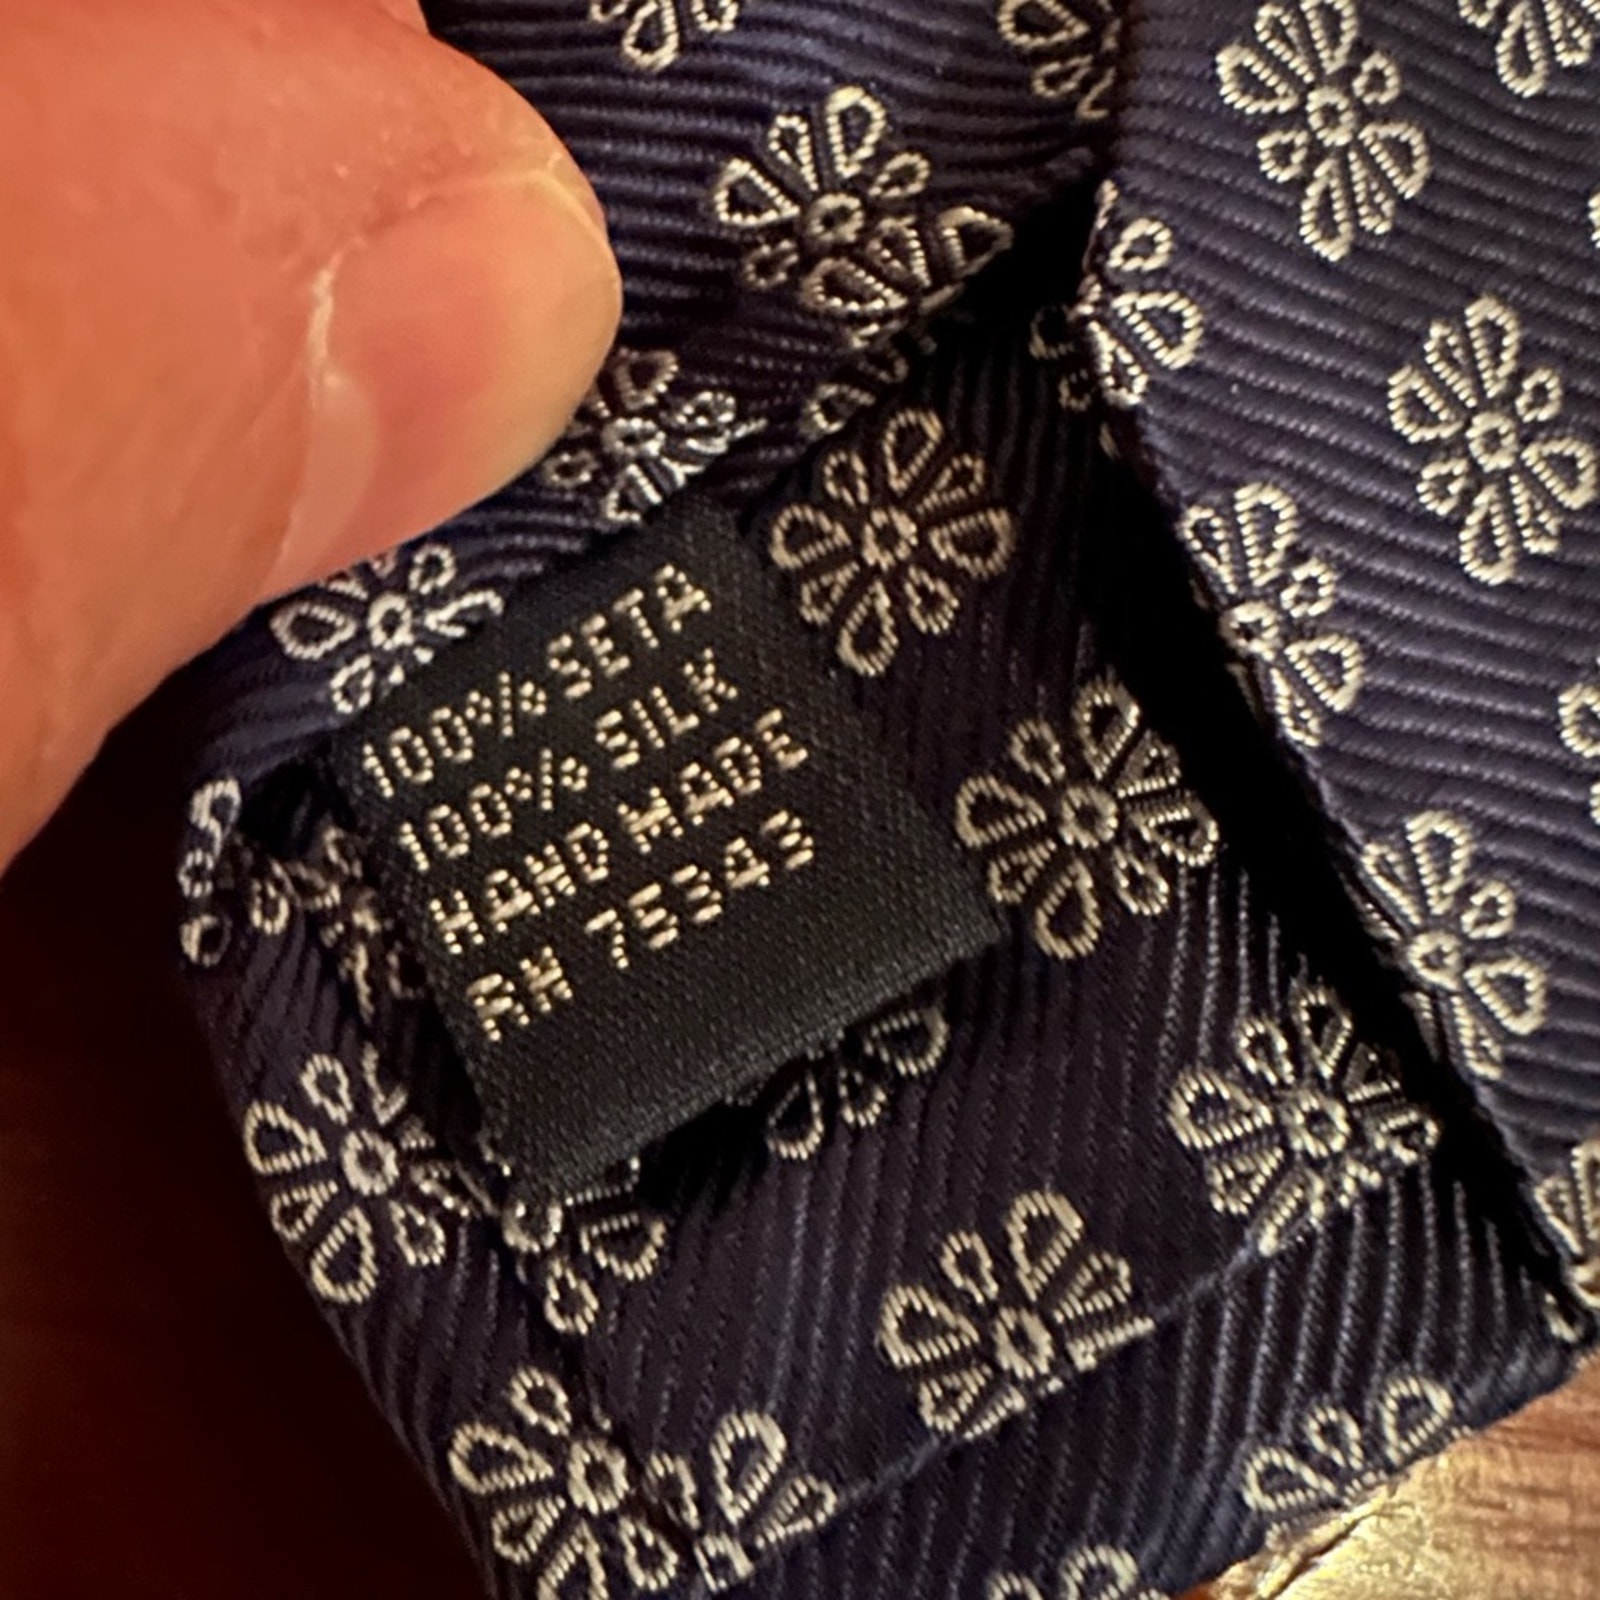 100% SETA
100% SILK
HAND MADE
RN 75343